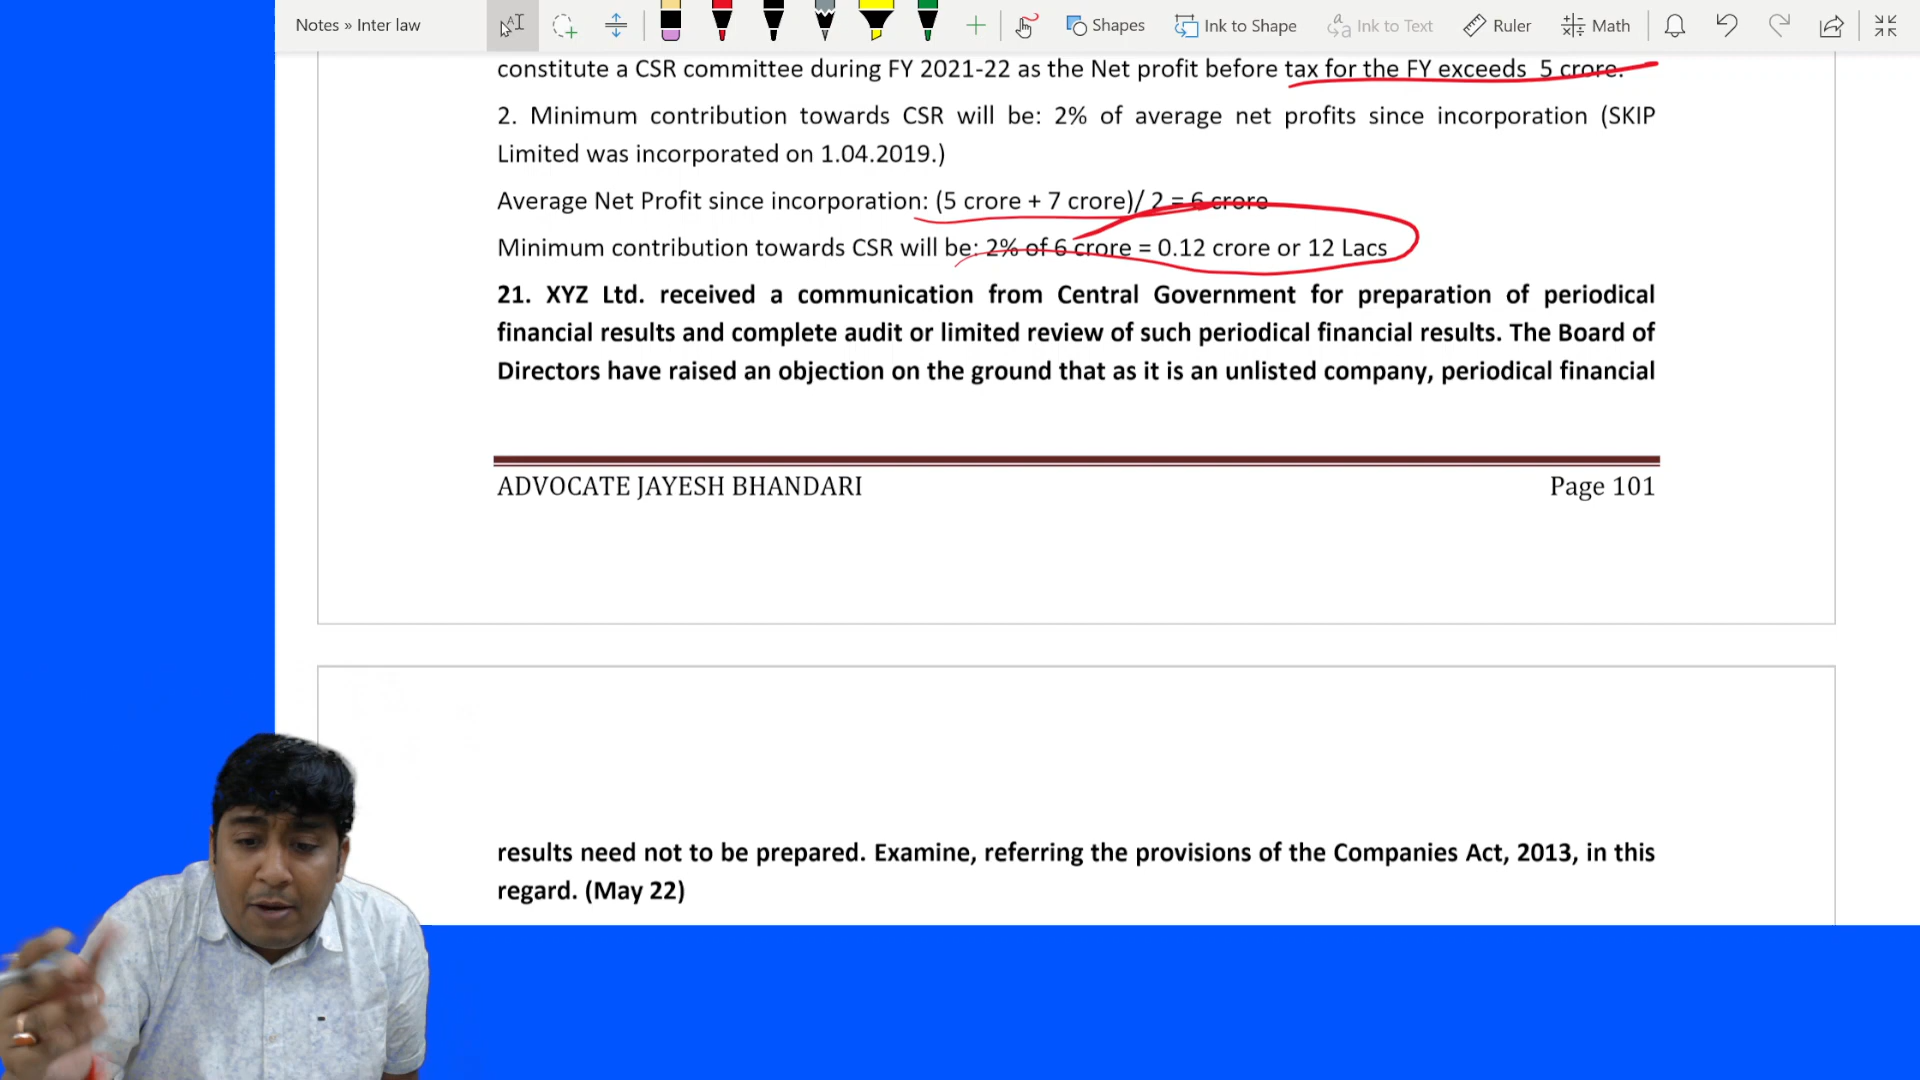 Notes » Inter law
Shapes
Ink to Shape
Ink to Text
Ruler
Math
constitute a CSR committee during FY 2021-22 as the Net profit before tax for the FY exceeds 5 crore.
2. Minimum contribution towards CSR will be: 2% of average net profits since incorporation (SKIP
Limited was incorporated on 1.04.2019.)
Average Net Profit since incorporation: (5 crore + 7 crore)/ 2 = 6 crore
Minimum contribution towards CSR will be: 2% of 6 crore = 0.12 crore or 12 Lacs
21. XYZ Ltd. received a communication from Central Government for preparation of periodical
financial results and complete audit or limited review of such periodical financial results. The Board of
Directors have raised an objection on the ground that as it is an unlisted company, periodical financial
ADVOCATE JAYESH BHANDARI
Page 101
results need not to be prepared. Examine, referring the provisions of the Companies Act, 2013, in this
regard. (May 22)